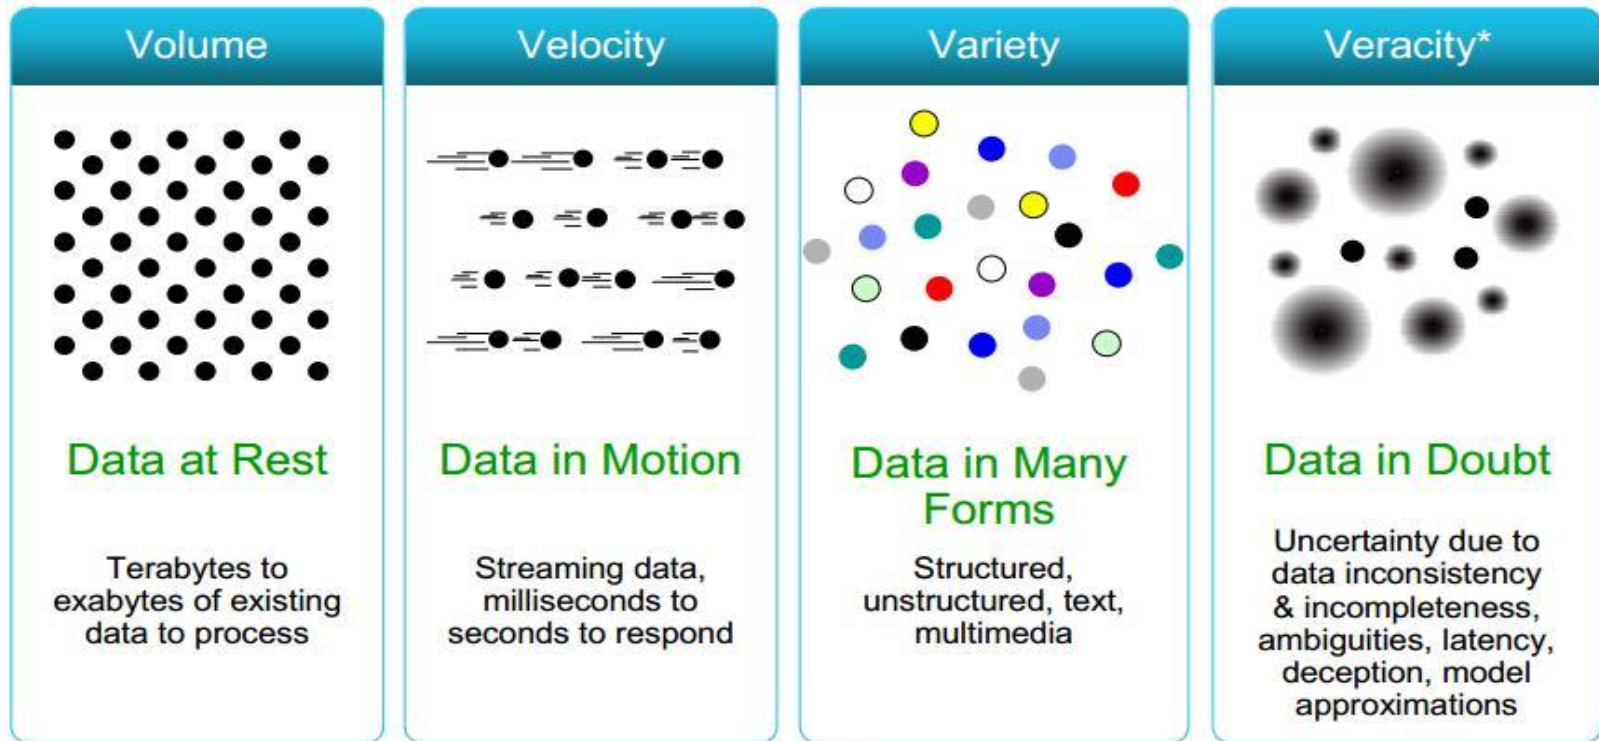 Volume
Data at Rest
Terabytes to
exabytes of existing
data to process
Velocity
Data in Motion
Streaming data,
milliseconds to
seconds to respond
Variety
Data in Many
Forms
Structured,
unstructured, text,
multimedia
Veracity*
Data in Doubt
Uncertainty due to
data inconsistency
& incompleteness,
ambiguities, latency,
deception, model
approximations